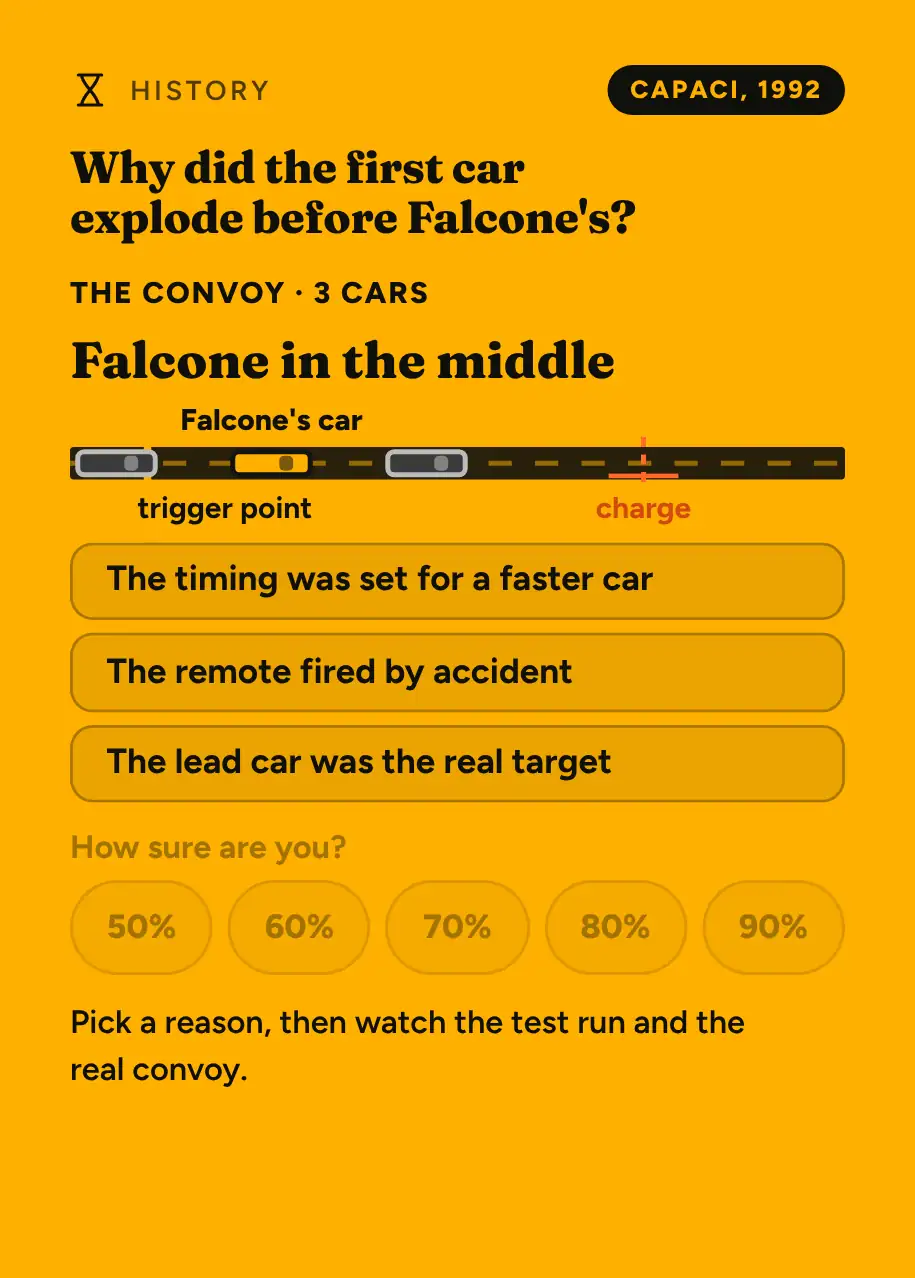 HISTORY
CAPACI, 1992
Why did the first car
explode before Falcone's?
THE CONVOY · 3 CARS
Falcone in the middle
Falcone's car
trigger point
charge
The timing was set for a faster car
The remote fired by accident
The lead car was the real target
How sure are you?
50%
60%
70%
80%
90%
Pick a reason, then watch the test run and the
real convoy.